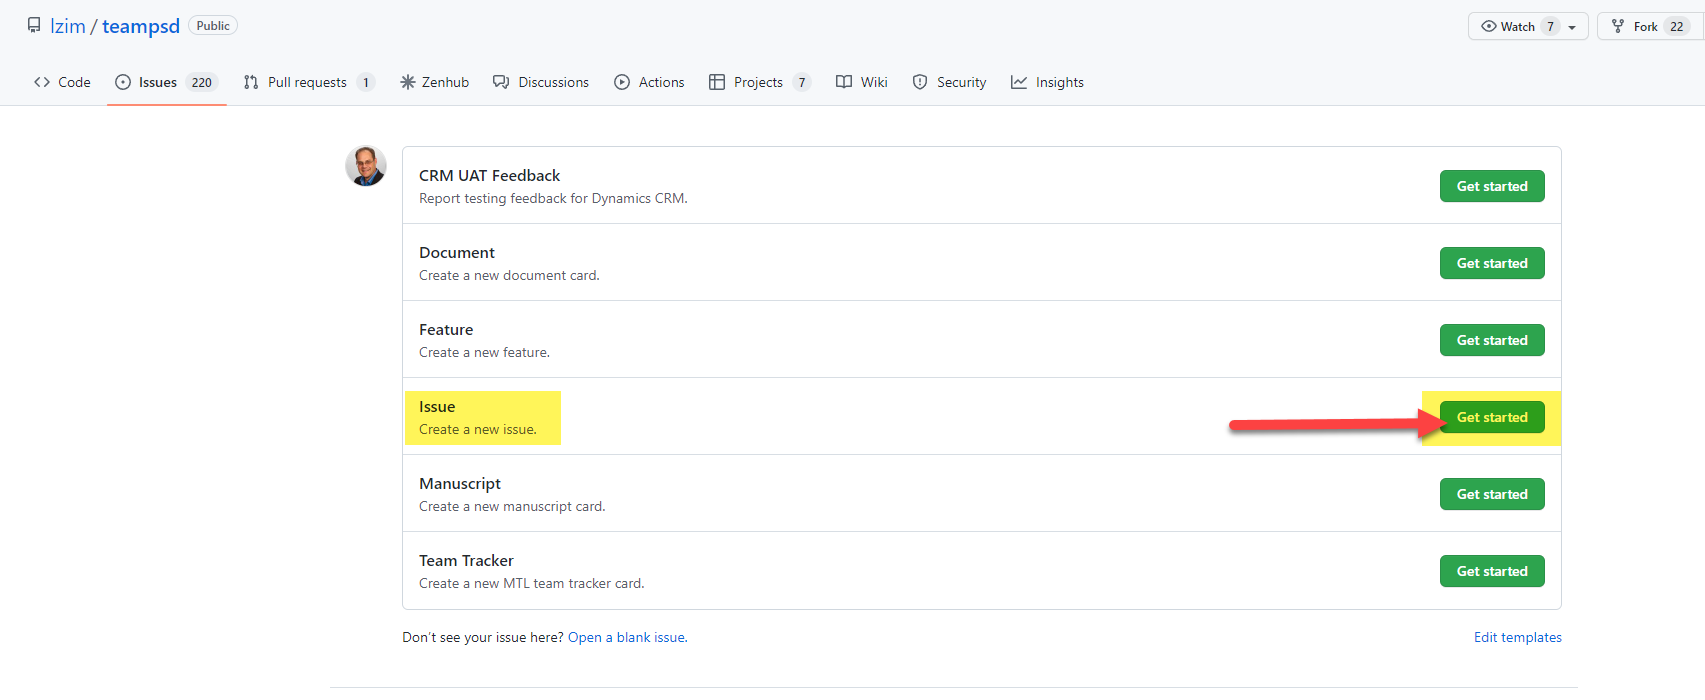 lzim / teampsd Public
Watch 7 Fork 22
Code Issues 220 Pull requests 1 Zenhub Discussions Actions Projects 7 Wiki Security Insights
CRM UAT Feedback
Report testing feedback for Dynamics CRM.
Get started
Document
Create a new document card.
Get started
Feature
Create a new feature.
Get started
Issue
Create a new issue.
Get started
Manuscript
Create a new manuscript card.
Get started
Team Tracker
Create a new MTL team tracker card.
Get started
Don’t see your issue here? Open a blank issue. Edit templates